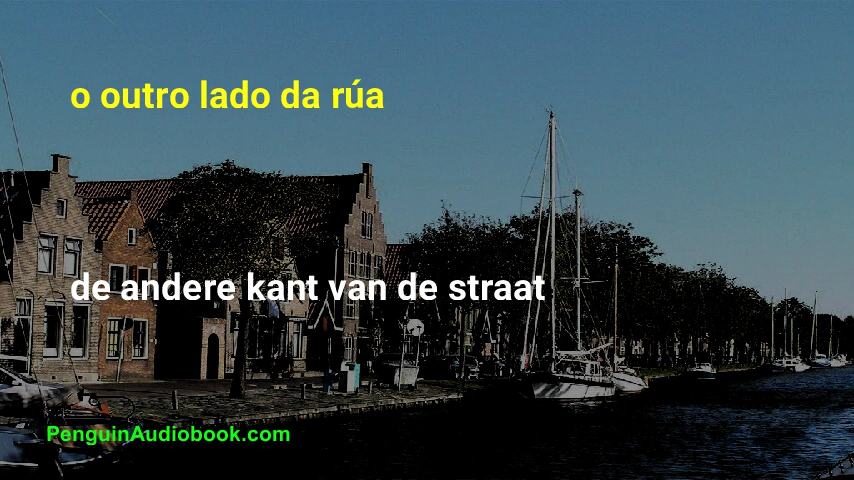 o outro lado da rúa
de andere kant van de straat
PenguinAudiobook.com